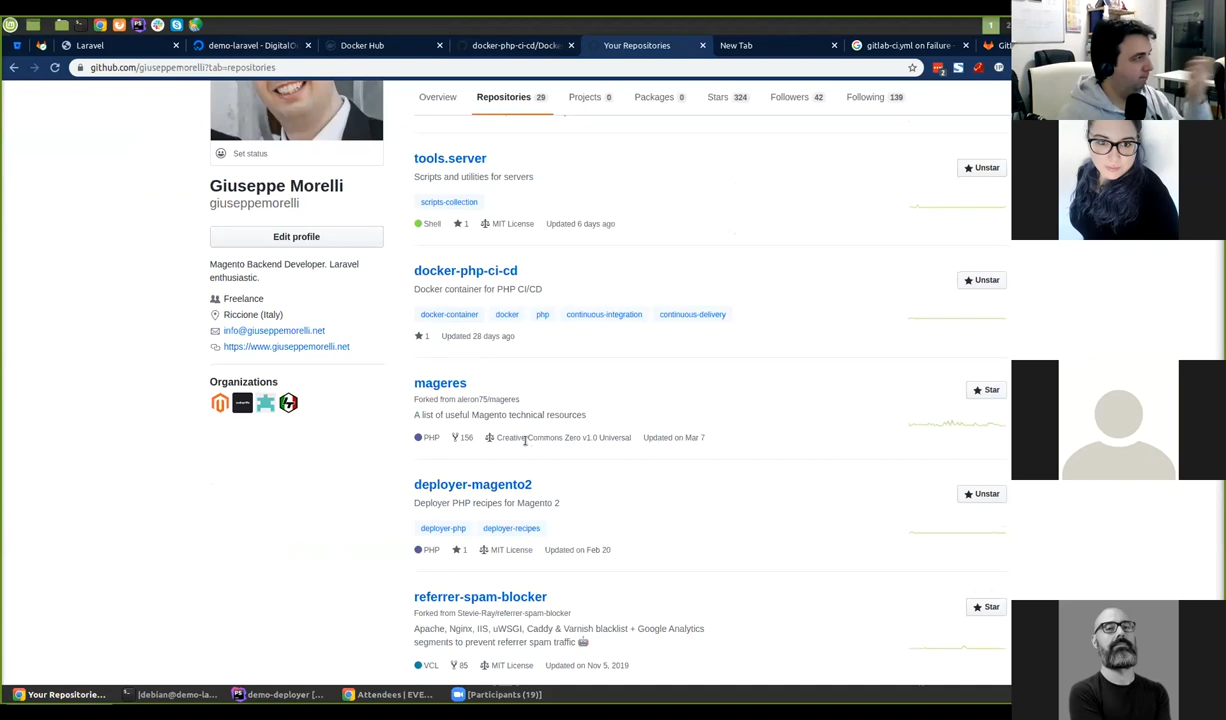 1
Laravel
demo-laravel - DigitalO
Docker Hub
docker-php-ci-cd/Docke
Your Repositories
New Tab
gitlab-ci.yml on failure -
github.com/giuseppemorelli?tab=repositories
2
Overview
Repositories 29
Projects 0
Packages 0
Stars 324
Followers 42
Following 139
Set status
Giuseppe Morelli
giuseppemorelli
Edit profile
Magento Backend Developer. Laravel
enthusiastic.
Freelance
Riccione (Italy)
info@giuseppemorelli.net
https://www.giuseppemorelli.net
Organizations
tools.server
Unstar
Scripts and utilities for servers
scripts-collection
Shell 1 MIT License Updated 6 days ago
docker-php-ci-cd
Unstar
Docker container for PHP CI/CD
docker-container docker php continuous-integration continuous-delivery
1 Updated 28 days ago
mageres
Star
Forked from aleron75/mageres
A list of useful Magento technical resources
PHP 156 Creative Commons Zero v1.0 Universal Updated on Mar 7
deployer-magento2
Unstar
Deployer PHP recipes for Magento 2
deployer-php deployer-recipes
PHP 1 MIT License Updated on Feb 20
referrer-spam-blocker
Star
Forked from Stevie-Ray/referrer-spam-blocker
Apache, Nginx, IIS, uWSGI, Caddy & Varnish blacklist + Google Analytics
segments to prevent referrer spam traffic
VCL 85 MIT License Updated on Nov 5, 2019
Your Repositorie...
[debian@demo-la...
demo-deployer [...
Attendees | EVE...
[Participants (19)]